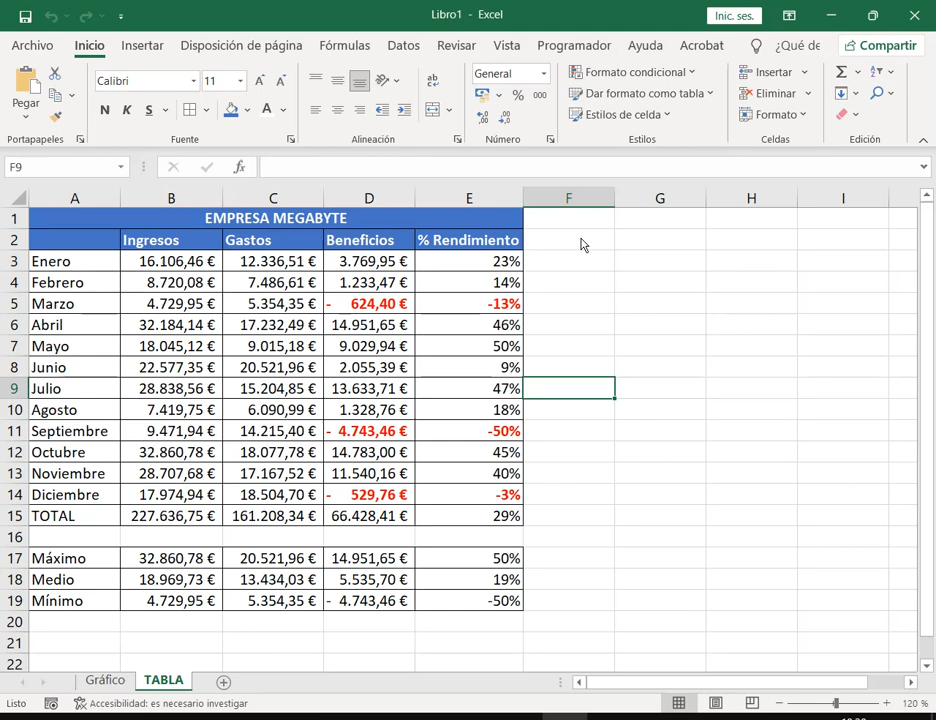 Libro1 - Excel
Inic. ses.
Archivo Inicio Insertar Disposición de página Fórmulas Datos Revisar Vista Programador Ayuda Acrobat ¿Qué de Compartir
Pegar
Calibri 11
N K S A
ab
General
% 000
Formato condicional
Dar formato como tabla
Estilos de celda
Insertar
Eliminar
Formato
Portapapeles Fuente Alineación Número Estilos Celdas Edición
F9 fx
A B C D E F G H I
1 EMPRESA MEGABYTE
2 Ingresos Gastos Beneficios % Rendimiento
3 Enero 16.106,46 € 12.336,51 € 3.769,95 € 23%
4 Febrero 8.720,08 € 7.486,61 € 1.233,47 € 14%
5 Marzo 4.729,95 € 5.354,35 € - 624,40 € -13%
6 Abril 32.184,14 € 17.232,49 € 14.951,65 € 46%
7 Mayo 18.045,12 € 9.015,18 € 9.029,94 € 50%
8 Junio 22.577,35 € 20.521,96 € 2.055,39 € 9%
9 Julio 28.838,56 € 15.204,85 € 13.633,71 € 47%
10 Agosto 7.419,75 € 6.090,99 € 1.328,76 € 18%
11 Septiembre 9.471,94 € 14.215,40 € - 4.743,46 € -50%
12 Octubre 32.860,78 € 18.077,78 € 14.783,00 € 45%
13 Noviembre 28.707,68 € 17.167,52 € 11.540,16 € 40%
14 Diciembre 17.974,94 € 18.504,70 € - 529,76 € -3%
15 TOTAL 227.636,75 € 161.208,34 € 66.428,41 € 29%
16
17 Máximo 32.860,78 € 20.521,96 € 14.951,65 € 50%
18 Medio 18.969,73 € 13.434,03 € 5.535,70 € 19%
19 Mínimo 4.729,95 € 5.354,35 € - 4.743,46 € -50%
20
21
22
Gráfico TABLA
Listo Accesibilidad: es necesario investigar 120 %